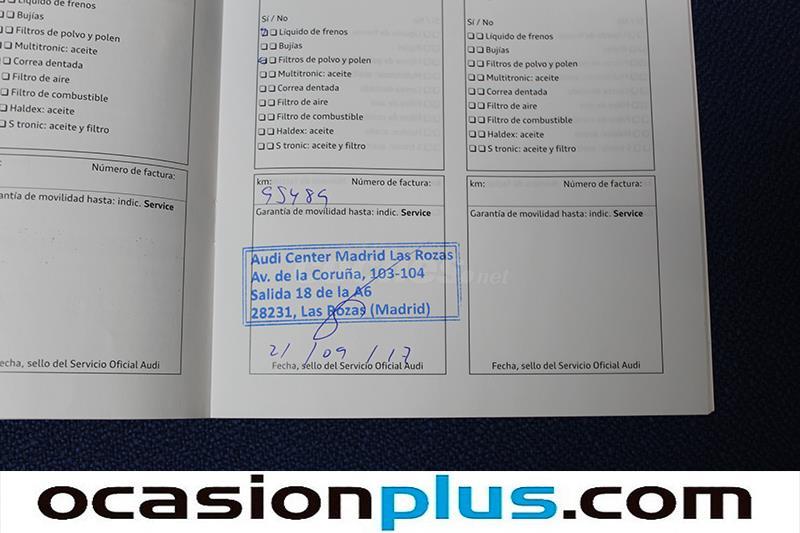 Líquido de frenos
Bujías
Filtros de polvo y polen
Multitronic: aceite
Correa dentada
Filtro de aire
Filtro de combustible
Haldex: aceite
S tronic: aceite y filtro
Número de factura:
Garantía de movilidad hasta: indic. Service
Fecha, sello del Servicio Oficial Audi
Sí / No
Líquido de frenos
Bujías
Filtros de polvo y polen
Multitronic: aceite
Correa dentada
Filtro de aire
Filtro de combustible
Haldex: aceite
S tronic: aceite y filtro
km: Número de factura:
95489
Garantía de movilidad hasta: indic. Service
Audi Center Madrid Las Rozas
Av. de la Coruña, 103-104
Salida 18 de la A6
28231, Las Rozas (Madrid)
21 / 09 / 17
Fecha, sello del Servicio Oficial Audi
Sí / No
Líquido de frenos
Bujías
Filtros de polvo y polen
Multitronic: aceite
Correa dentada
Filtro de aire
Filtro de combustible
Haldex: aceite
S tronic: aceite y filtro
km: Número de factura:
Garantía de movilidad hasta: indic. Service
Fecha, sello del Servicio Oficial Audi
ocasionplus.com